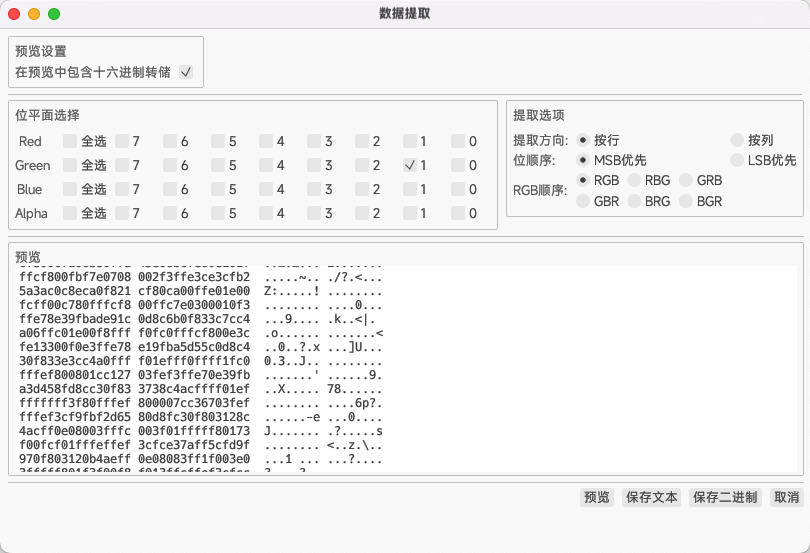 数据提取
预览设置
在预览中包含十六进制转储
位平面选择
Red 全选 7 6 5 4 3 2 1 0
Green 全选 7 6 5 4 3 2 1 0
Blue 全选 7 6 5 4 3 2 1 0
Alpha 全选 7 6 5 4 3 2 1 0
提取选项
提取方向: 按行 按列
位顺序: MSB优先 LSB优先
RGB顺序: RGB RBG GRB
GBR BRG BGR
预览
ffcf800fbf7e0708 002f3ffe3ce3cfb2 .....~.. ./?.<...
5a3ac0c8eca0f821 cf80ca00ffe01e00 Z:.....! ........
fcff00c780fffcf8 00ffc7e0300010f3 ........ ....0...
ffe78e39fbade91c 0d8c6b0f833c7cc4 ...9.... .k..<|.
a06ffc01e00f8fff f0fc0fffcf800e3c .o...... .......<
fe13300f0e3ffe78 e19fba5d55c0d8c4 ..0..?.x ...]U...
30f833e3cc4a0fff f01efff0ffff1fc0 0.3..J.. ........
fffef800801cc127 03fef3ffe70e39fb .......' ......9.
a3d458fd8cc30f83 3738c4acffff01ef ..X..... 78......
fffffff3f80fffef 800007cc36703fef ........ ....6p?.
fffef3cf9fbf2d65 80d8fc30f803128c ......-e ...0....
4acff0e08003fffc 003f01fffff80173 J....... .?.....s
f00fcf01fffeffef 3cfce37aff5cfd9f ........ <..z.\..
970f803120b4aeff 0e08083ff1f003e0 ...1 ... ...?....
预览 保存文本 保存二进制 取消